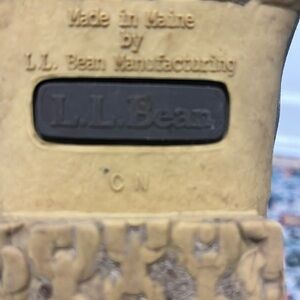 Made in Maine
by
L.L. Bean Manufacturing
L.L.Bean
C N